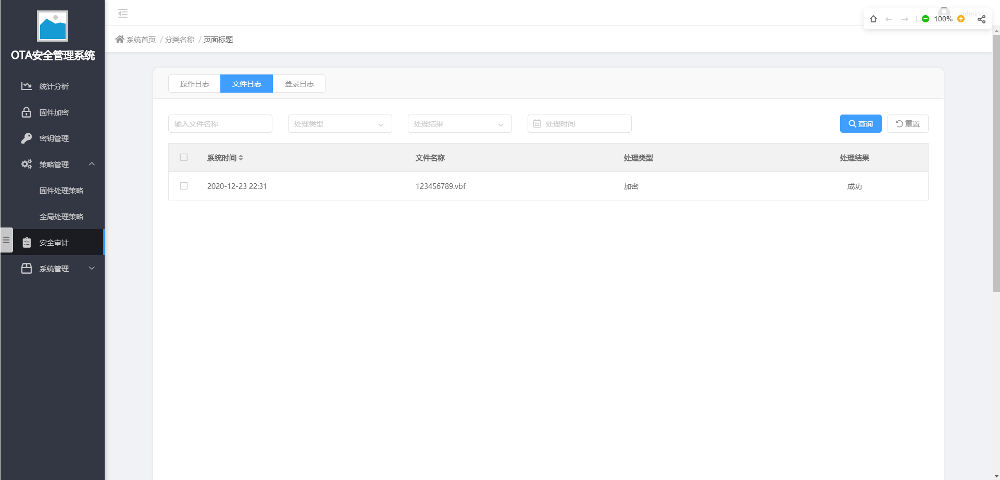 OTA安全管理系统
统计分析
固件加密
密钥管理
策略管理
固件处理策略
全局处理策略
安全审计
系统管理
admin
100%
系统首页 / 分类名称 / 页面标题
操作日志 文件日志 登录日志
输入文件名称 处理类型 处理结果 处理时间 查询 重置
系统时间 文件名称 处理类型 处理结果
2020-12-23 22:31 123456789.vbf 加密 成功